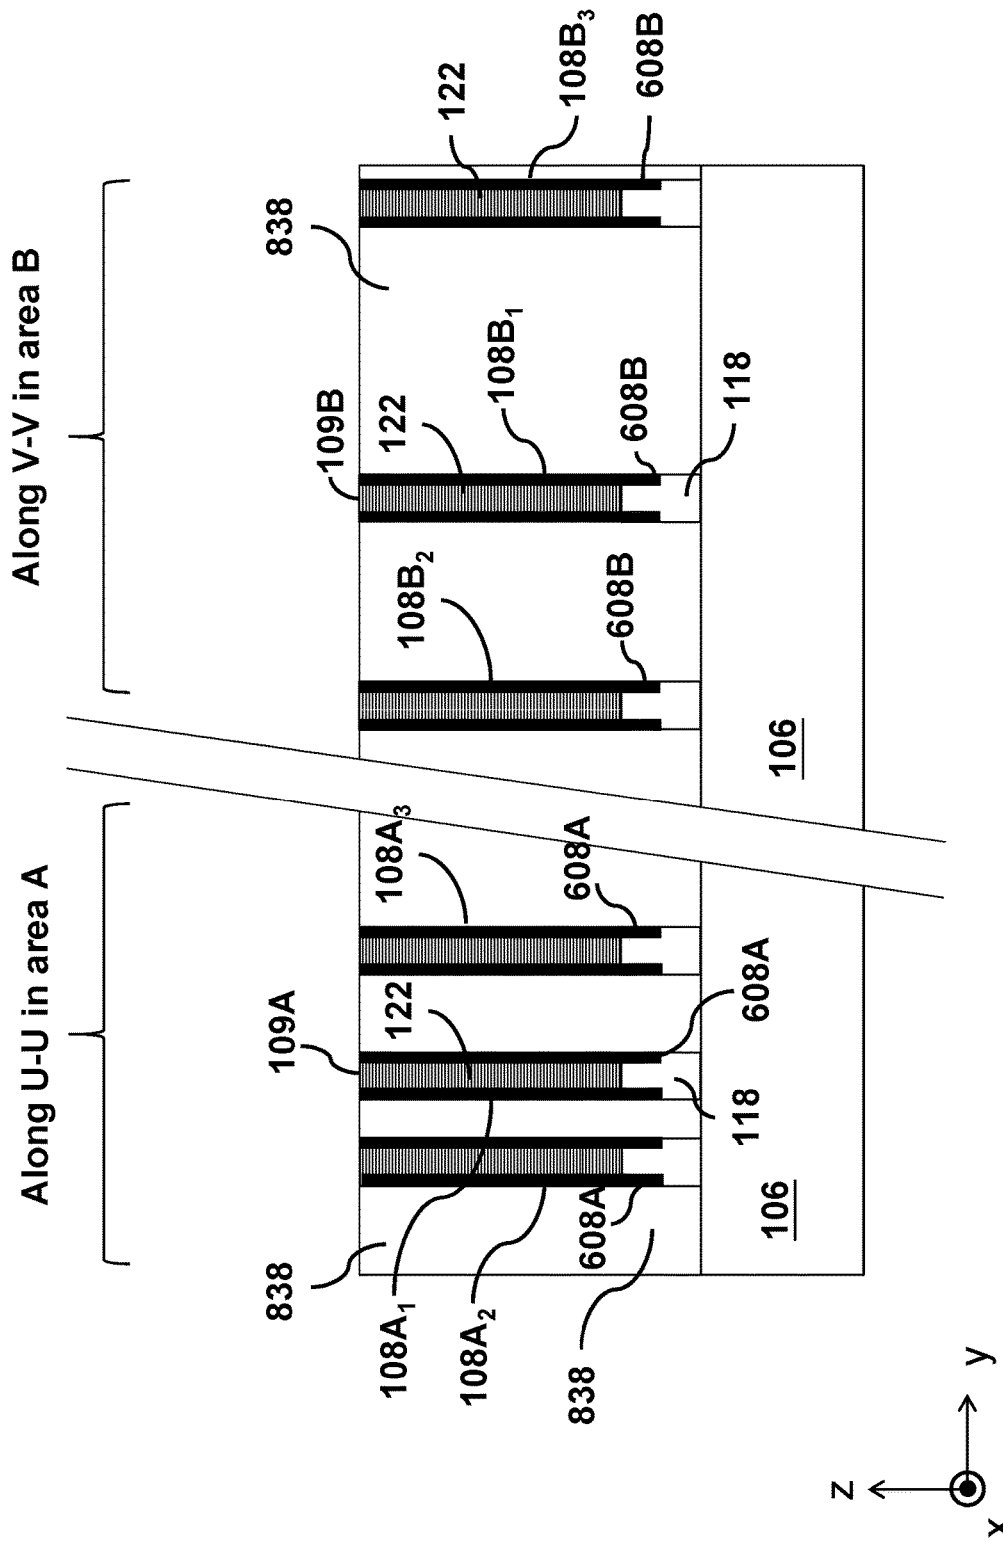 Along U-U in area A
Along V-V in area B
838
109A
838
109B
108A₁
122
108A₃
108B₂
122
122
108A₂
108B₁
108B₃
838
608A
608A
608B
608B
608B
118
608A
118
106
106
z
y
x